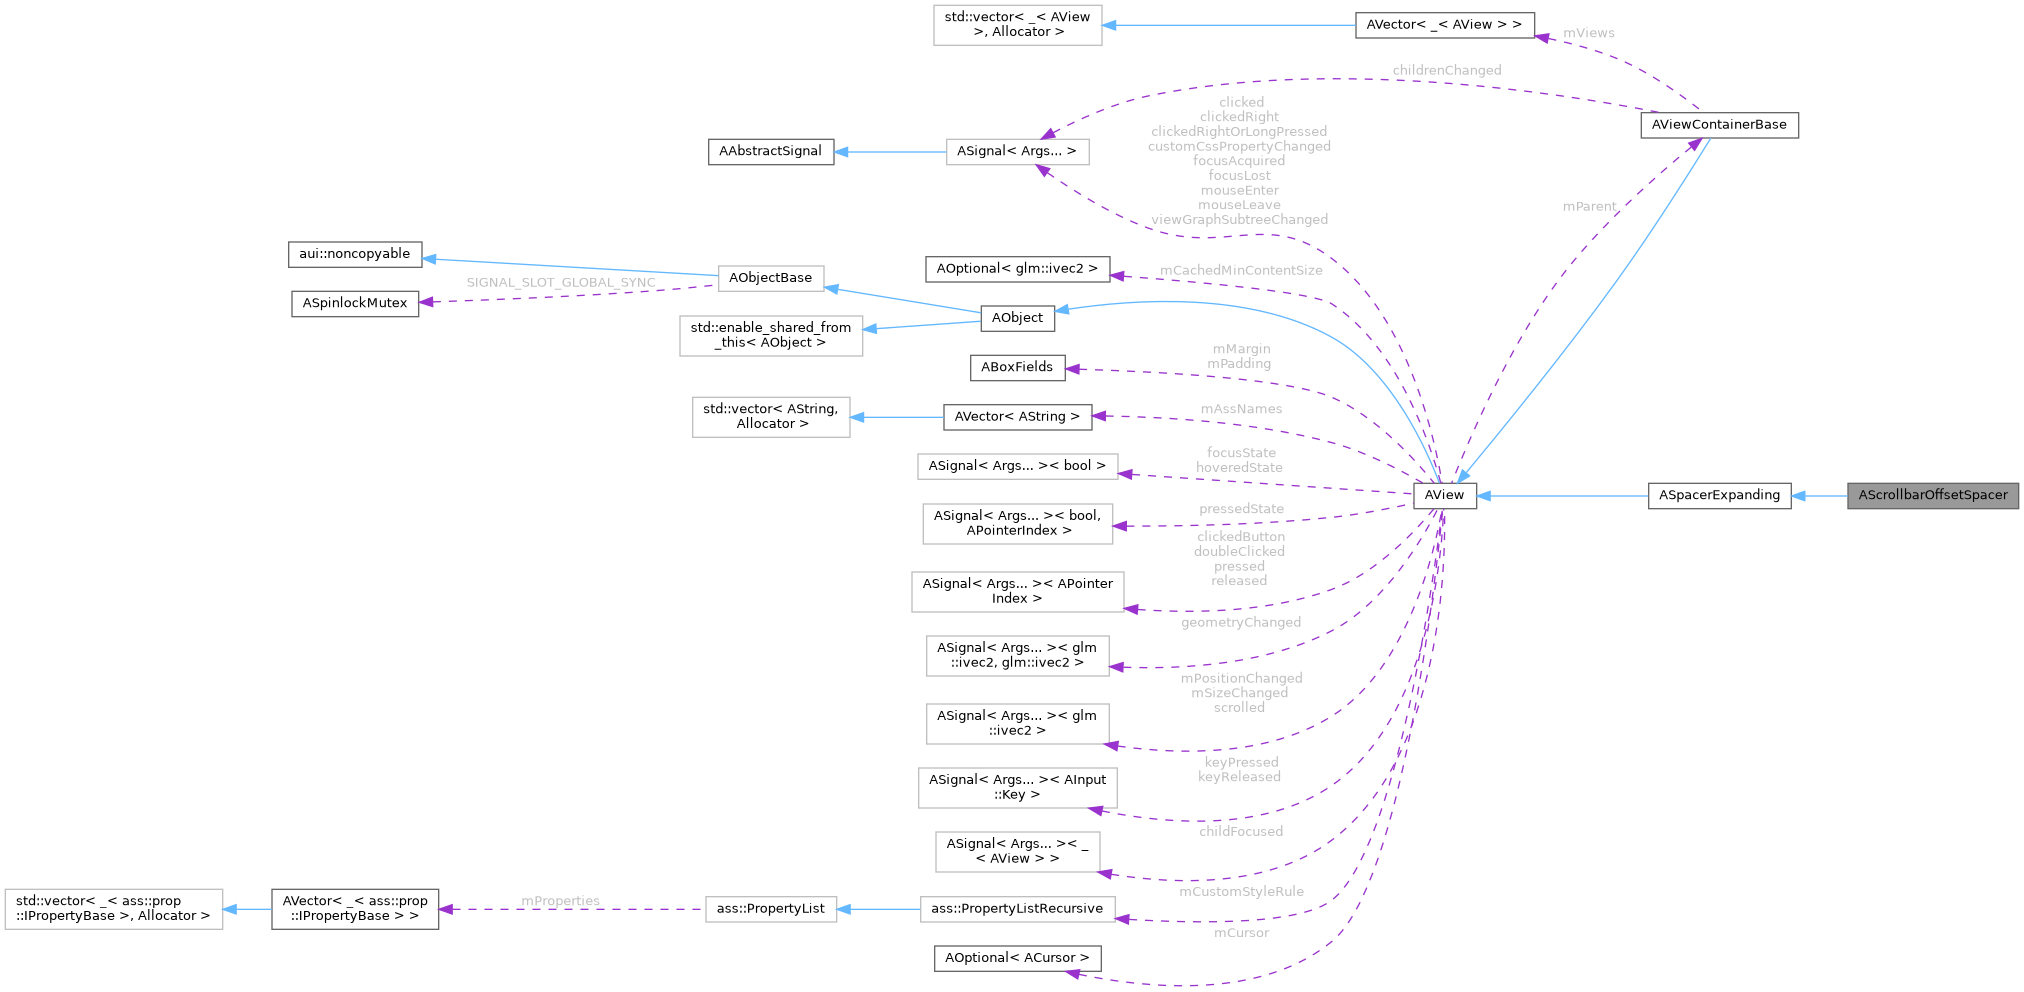 std::vector< _< AView
>, Allocator >
AVector< _< AView > >
mViews
childrenChanged
clicked
clickedRight
clickedRightOrLongPressed
customCssPropertyChanged
focusAcquired
focusLost
mouseEnter
mouseLeave
viewGraphSubtreeChanged
AViewContainerBase
AAbstractSignal
ASignal< Args... >
mParent
aui::noncopyable
AObjectBase
SIGNAL_SLOT_GLOBAL_SYNC
ASpinlockMutex
AOptional< glm::ivec2 >
mCachedMinContentSize
AObject
std::enable_shared_from
_this< AObject >
ABoxFields
mMargin
mPadding
std::vector< AString,
Allocator >
AVector< AString >
mAssNames
ASignal< Args... >< bool >
focusState
hoveredState
AView
ASpacerExpanding
AScrollbarOffsetSpacer
ASignal< Args... >< bool,
APointerIndex >
pressedState
clickedButton
doubleClicked
pressed
released
ASignal< Args... >< APointer
Index >
geometryChanged
ASignal< Args... >< glm
::ivec2, glm::ivec2 >
mPositionChanged
mSizeChanged
scrolled
ASignal< Args... >< glm
::ivec2 >
keyPressed
keyReleased
ASignal< Args... >< AInput
::Key >
childFocused
ASignal< Args... >< _
< AView > >
mCustomStyleRule
std::vector< _< ass::prop
::IPropertyBase >, Allocator >
AVector< _< ass::prop
::IPropertyBase > >
mProperties
ass::PropertyList
ass::PropertyListRecursive
mCursor
AOptional< ACursor >